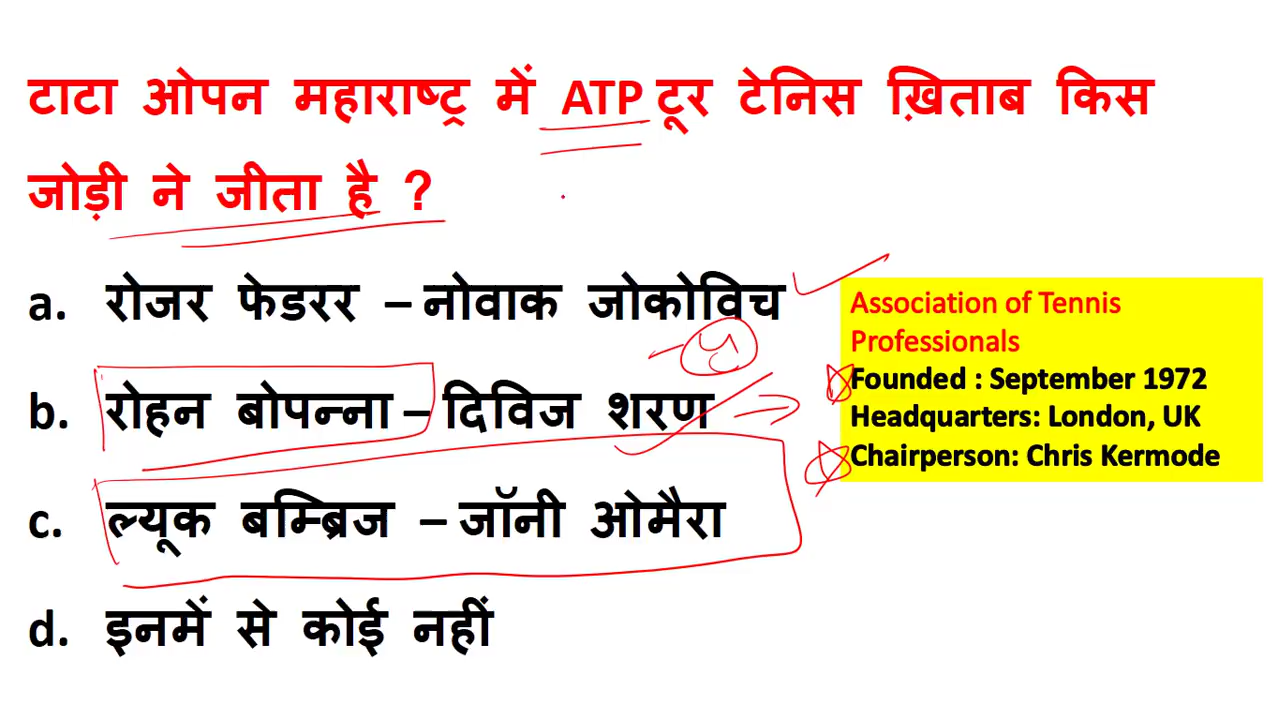 टाटा ओपन महाराष्ट्र में ATP टूर टेनिस ख़िताब किस
जोड़ी ने जीता है ?
a. रोजर फेडरर – नोवाक जोकोविच
b. रोहन बोपन्ना – दिविज शरण
c. ल्यूक बम्ब्रिज – जॉनी ओमैरा
d. इनमें से कोई नहीं
Association of Tennis
Professionals
Founded : September 1972
Headquarters: London, UK
Chairperson: Chris Kermode